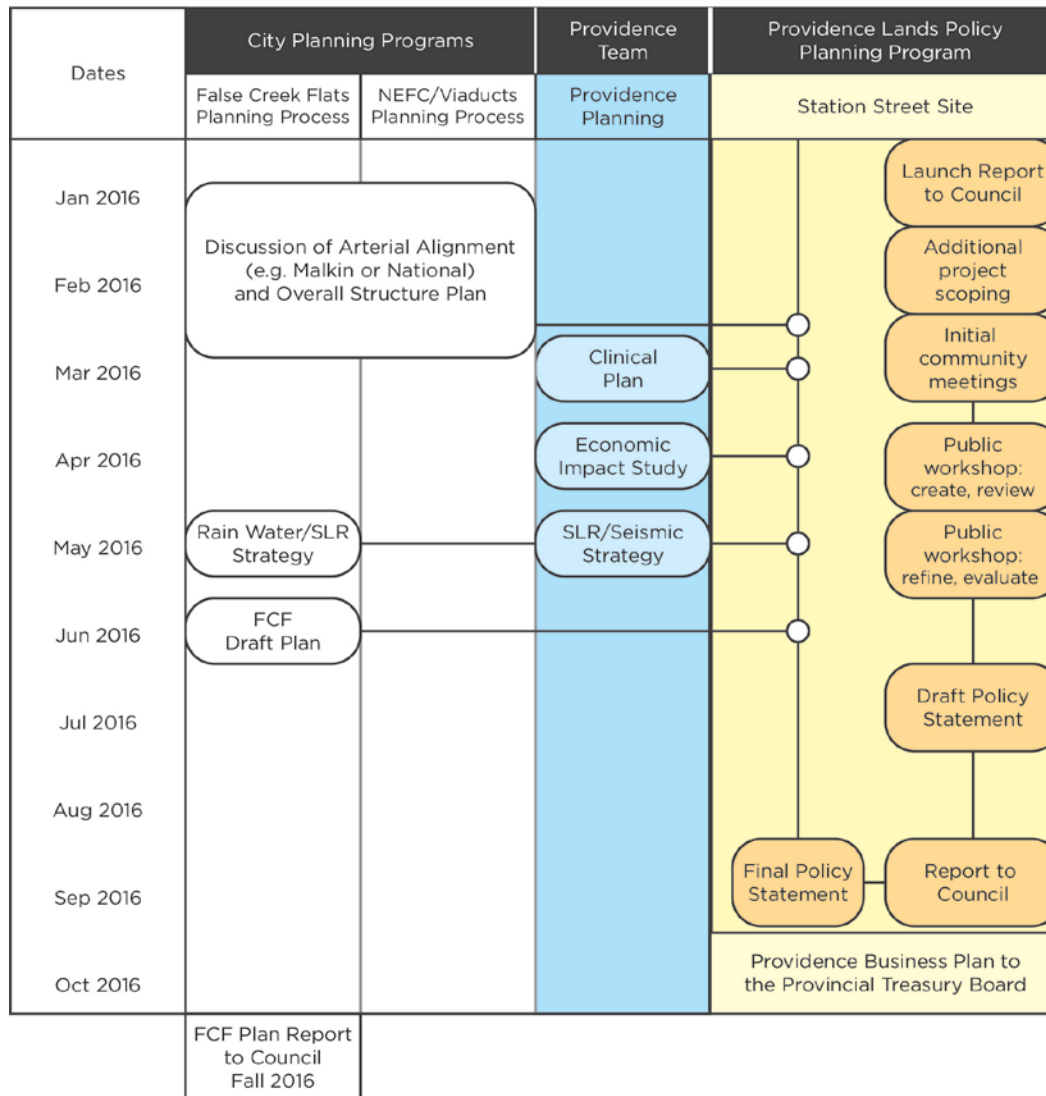 Dates
City Planning Programs
Providence
Team
Providence Lands Policy
Planning Program
False Creek Flats
Planning Process
NEFC/Viaducts
Planning Process
Providence
Planning
Station Street Site
Jan 2016
Launch Report
to Council
Discussion of Arterial Alignment
(e.g. Malkin or National)
and Overall Structure Plan
Feb 2016
Additional
project
scoping
Mar 2016
Clinical
Plan
Initial
community
meetings
Apr 2016
Economic
Impact Study
Public
workshop:
create, review
May 2016
Rain Water/SLR
Strategy
SLR/Seismic
Strategy
Public
workshop:
refine, evaluate
Jun 2016
FCF
Draft Plan
Jul 2016
Draft Policy
Statement
Aug 2016
Sep 2016
Final Policy
Statement
Report to
Council
Oct 2016
Providence Business Plan to
the Provincial Treasury Board
FCF Plan Report
to Council
Fall 2016